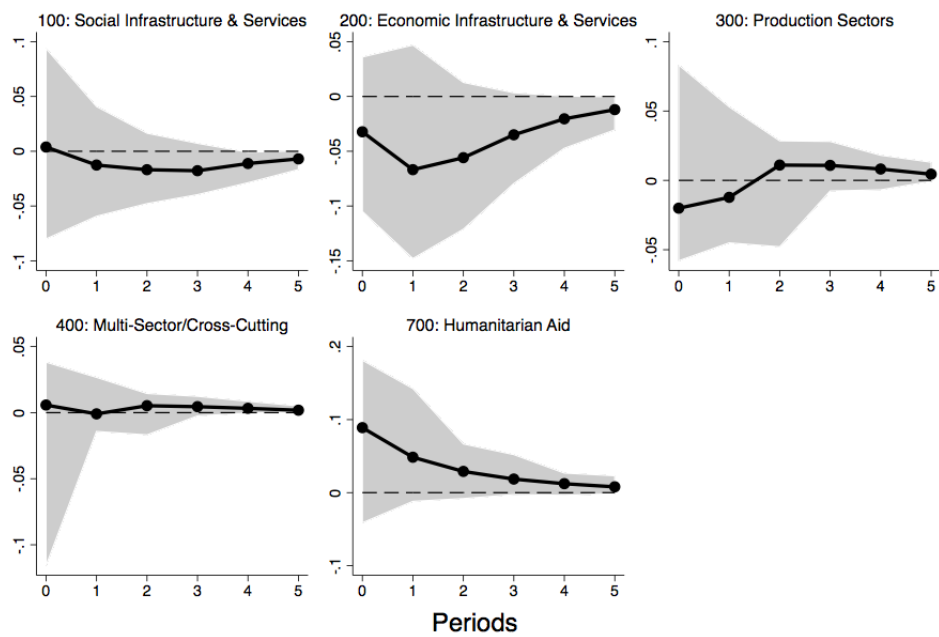 100: Social Infrastructure & Services
.1
.05
0
-.05
-.1
0 1 2 3 4 5
200: Economic Infrastructure & Services
.05
0
-.05
-.1
-.15
0 1 2 3 4 5
300: Production Sectors
.1
.05
0
-.05
0 1 2 3 4 5
400: Multi-Sector/Cross-Cutting
.05
0
-.05
-.1
0 1 2 3 4 5
700: Humanitarian Aid
.2
.1
0
-.1
0 1 2 3 4 5
Periods